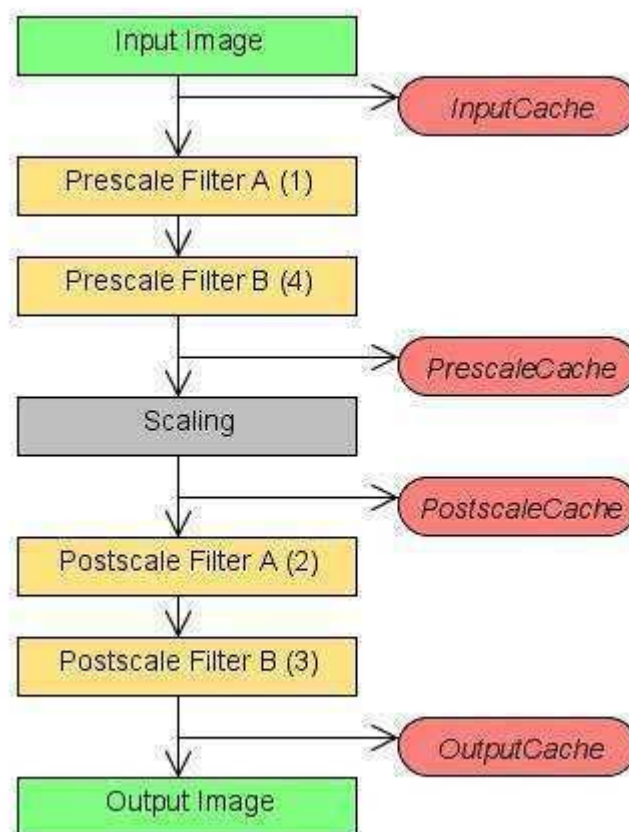 Input Image
InputCache
Prescale Filter A (1)
Prescale Filter B (4)
PrescaleCache
Scaling
PostscaleCache
Postscale Filter A (2)
Postscale Filter B (3)
OutputCache
Output Image